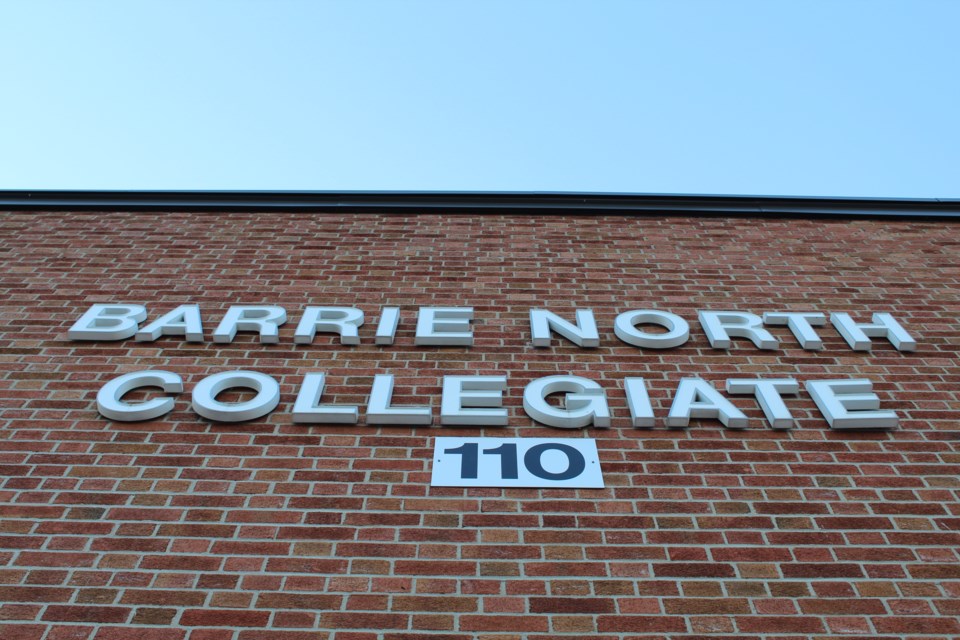 BARRIE NORTH
COLLEGIATE
110